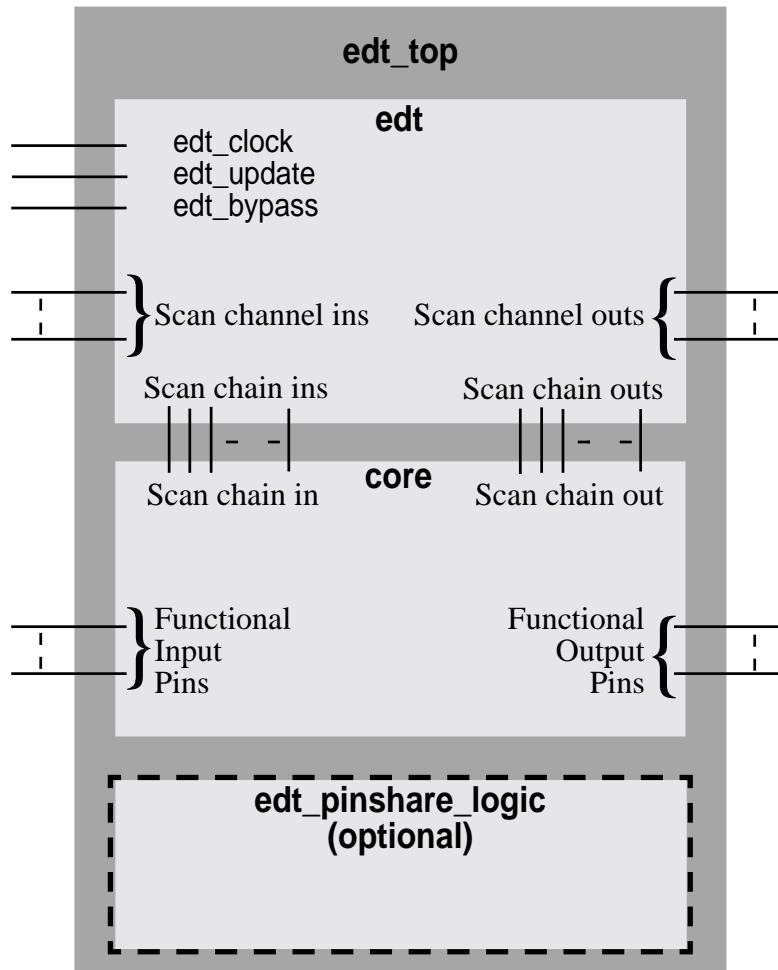 edt_top
edt
edt_clock
edt_update
edt_bypass
Scan channel ins
Scan channel outs
Scan chain ins
Scan chain outs
core
Scan chain in
Scan chain out
Functional
Input
Pins
Functional
Output
Pins
edt_pinshare_logic
(optional)